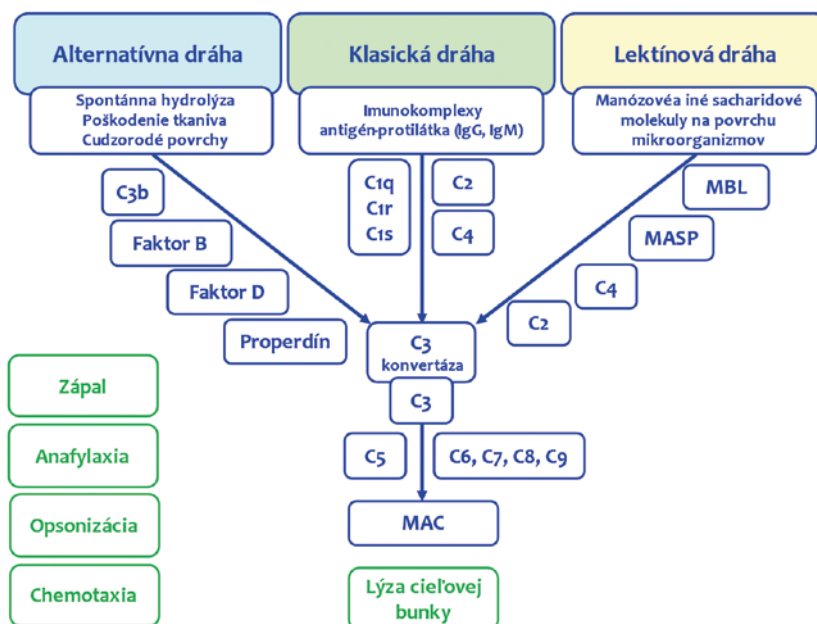 Alternatívna dráha
Klasická dráha
Lektínová dráha
Spontánna hydrolýza
Poškodenie tkaniva
Cudzorodé povrchy
Imunokomplexy
antigén-protilátka (IgG, IgM)
Manózovéa iné sacharidové
molekuly na povrchu
mikroorganizmov
C3b
Faktor B
Faktor D
Properdín
C1q
C1r
C1s
C2
C4
MBL
MASP
C4
C2
C3
konvertáza
C3
C5
C6, C7, C8, C9
MAC
Lýza cieľovej
bunky
Zápal
Anafylaxia
Opsonizácia
Chemotaxia